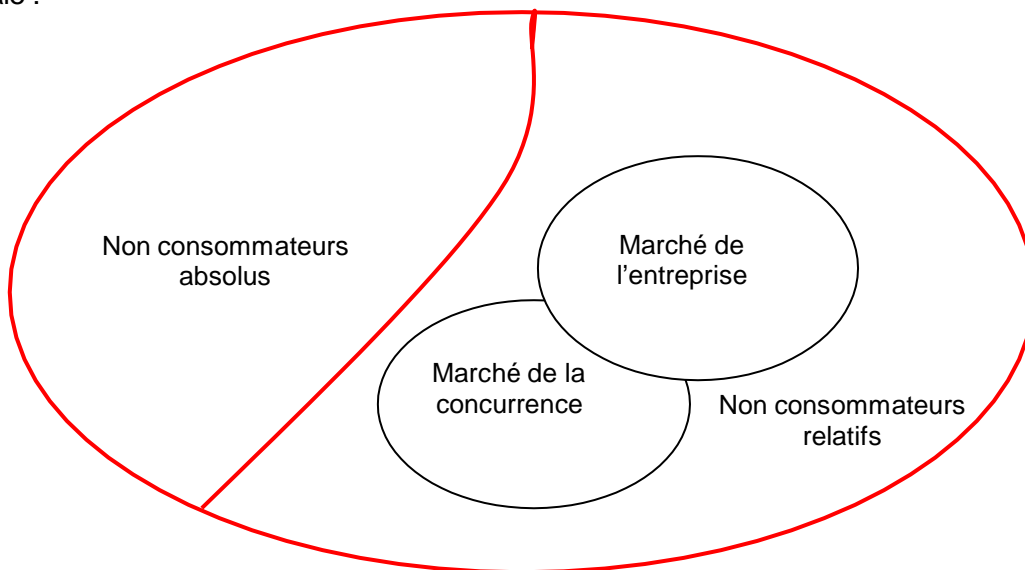 Non consommateurs
absolus
Marché de
l’entreprise
Marché de la
concurrence
Non consommateurs
relatifs